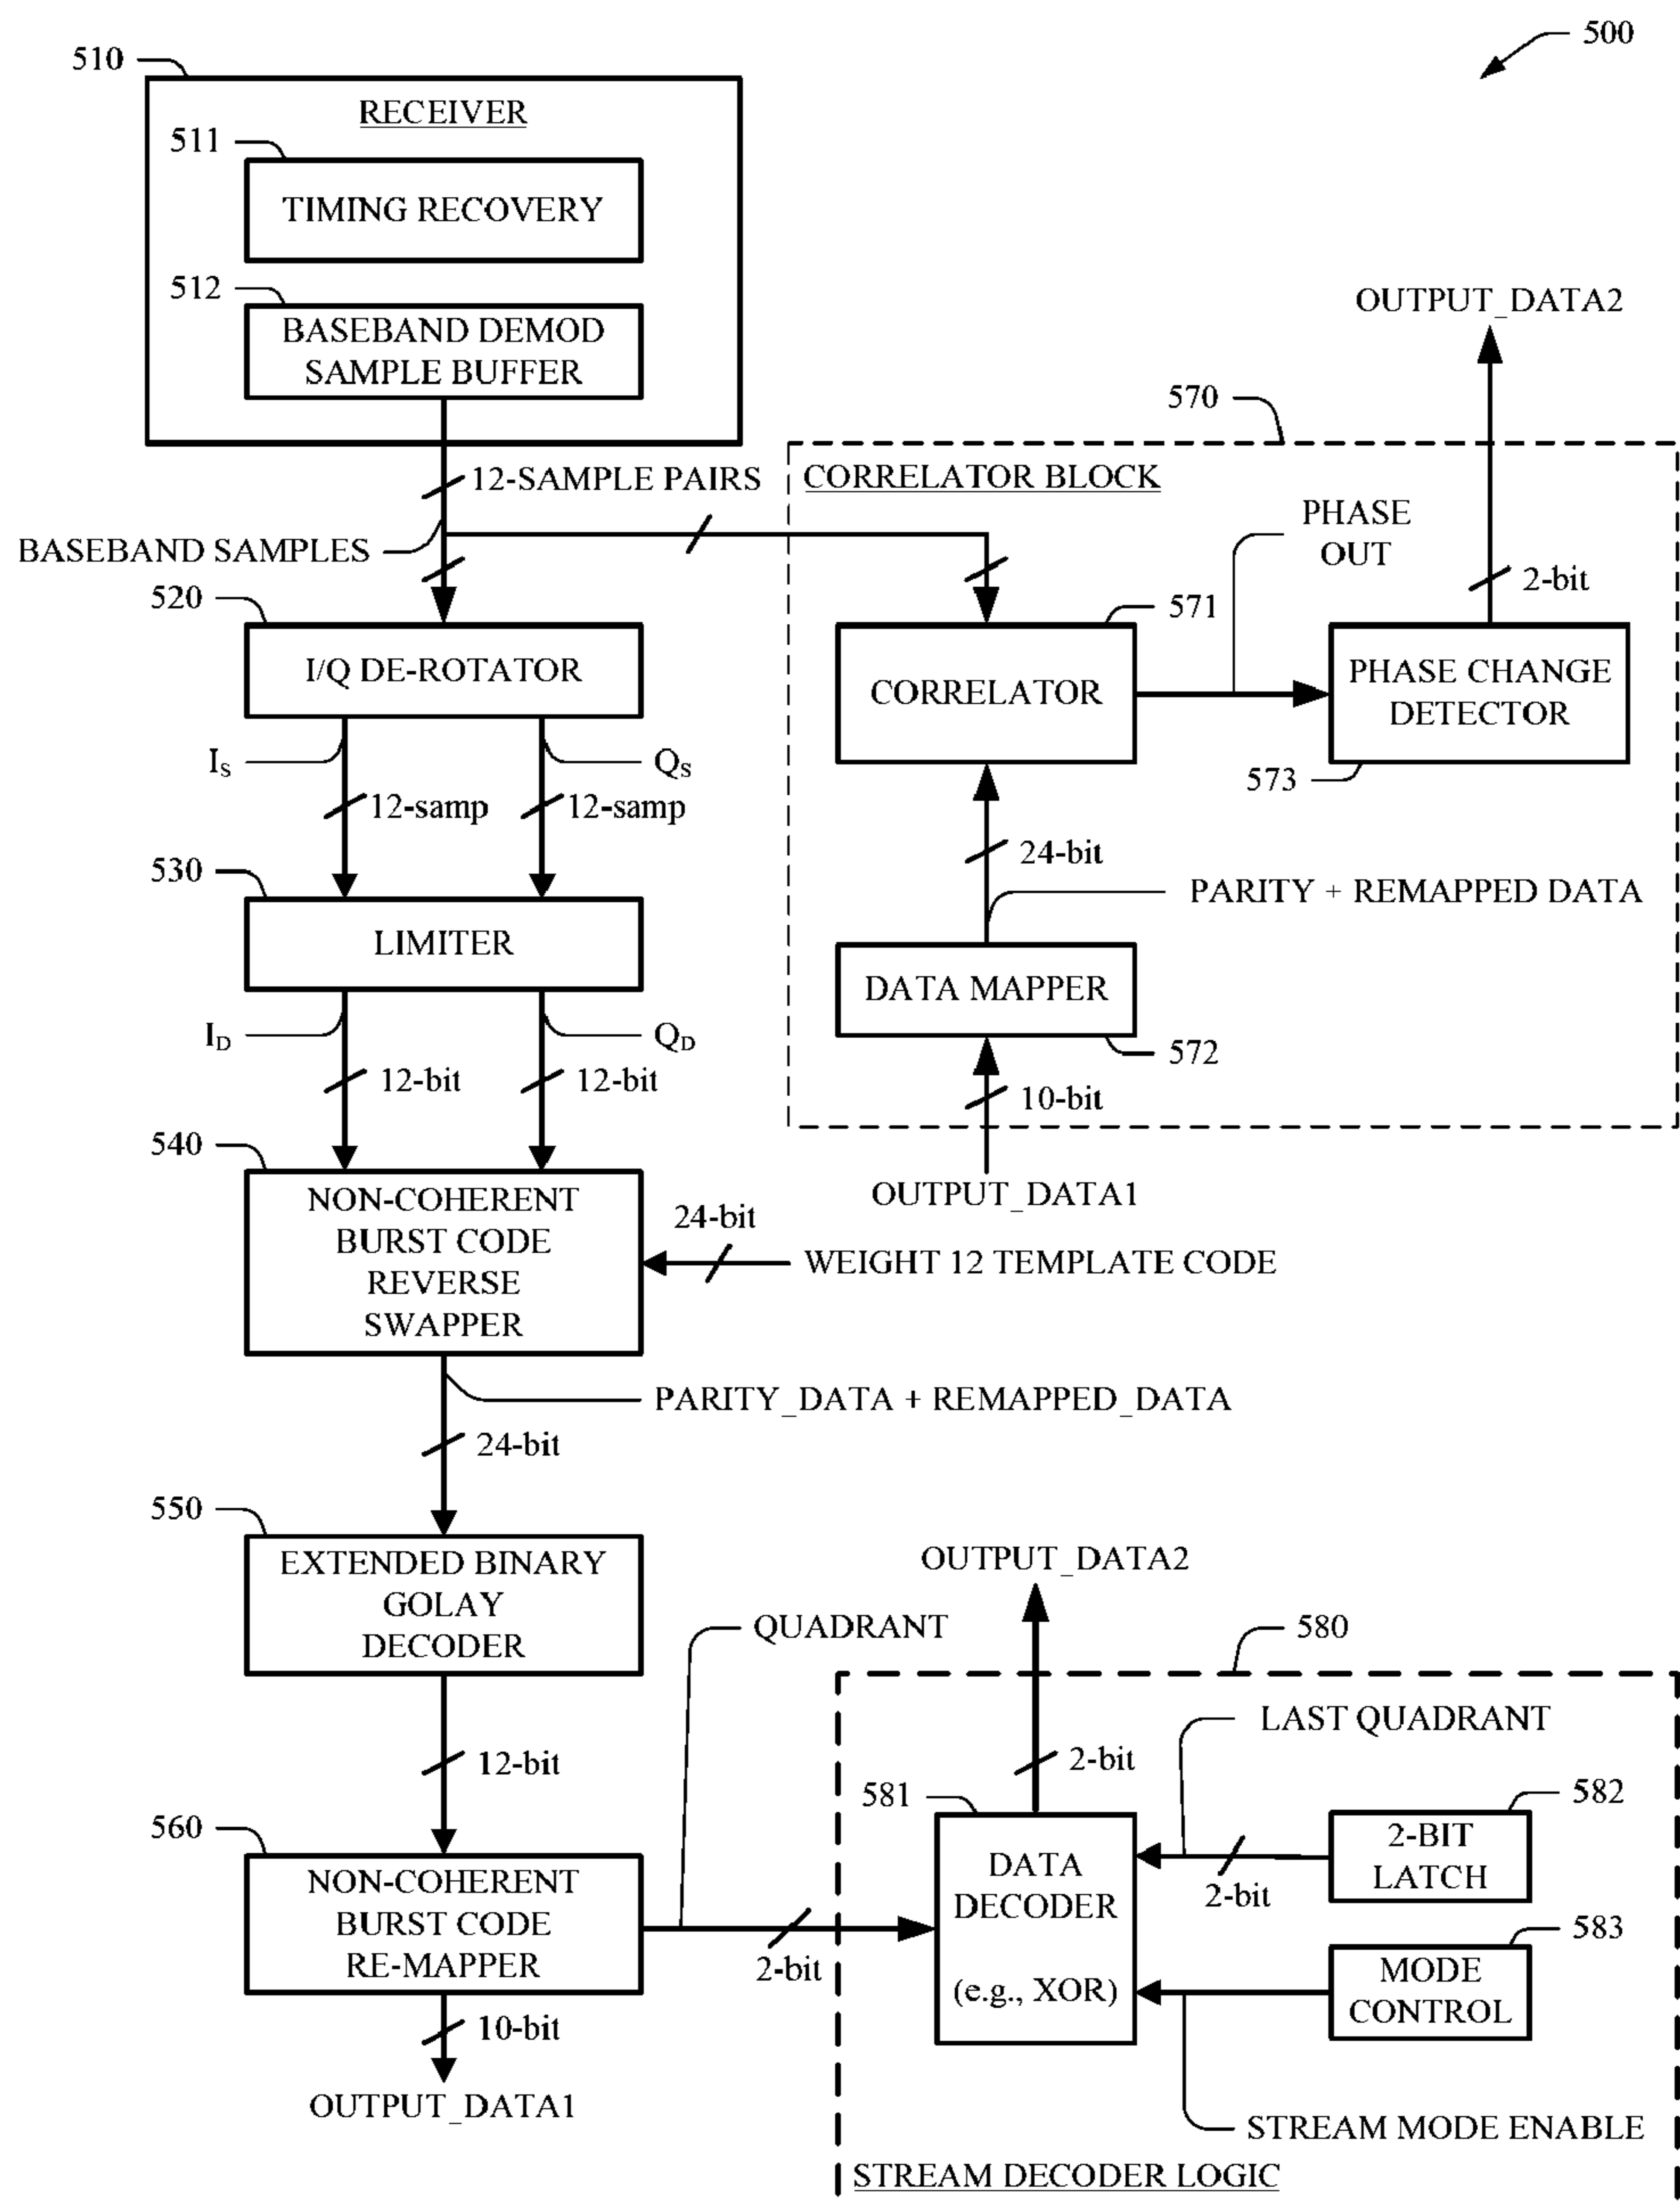 500
510
RECEIVER
511
TIMING RECOVERY
512
BASEBAND DEMOD
SAMPLE BUFFER
12-SAMPLE PAIRS
BASEBAND SAMPLES
520
I/Q DE-ROTATOR
I_S
Q_S
12-samp
12-samp
530
LIMITER
I_D
Q_D
12-bit
12-bit
540
NON-COHERENT
BURST CODE
REVERSE
SWAPPER
24-bit
WEIGHT 12 TEMPLATE CODE
PARITY_DATA + REMAPPED_DATA
24-bit
550
EXTENDED BINARY
GOLAY
DECODER
12-bit
560
NON-COHERENT
BURST CODE
RE-MAPPER
10-bit
OUTPUT_DATA1
OUTPUT_DATA2
570
CORRELATOR BLOCK
PHASE
OUT
2-bit
571
CORRELATOR
PHASE CHANGE
DETECTOR
573
24-bit
PARITY + REMAPPED DATA
DATA MAPPER
572
10-bit
OUTPUT_DATA1
OUTPUT_DATA2
QUADRANT
580
LAST QUADRANT
2-bit
581
582
2-BIT
LATCH
2-bit
DATA
DECODER
(e.g., XOR)
2-bit
583
MODE
CONTROL
STREAM MODE ENABLE
STREAM DECODER LOGIC